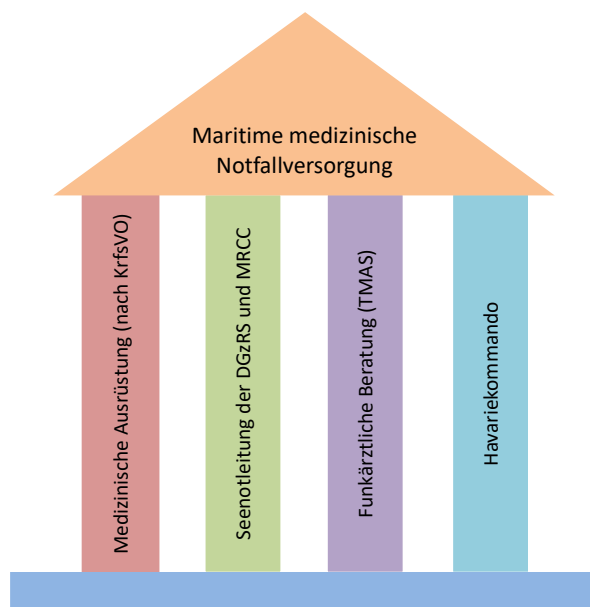 Maritime medizinische
Notfallversorgung
Medizinische Ausrüstung (nach KrfsVO)
Seenotleitung der DGzRS und MRCC
Funkärztliche Beratung (TMAS)
Havariekommando